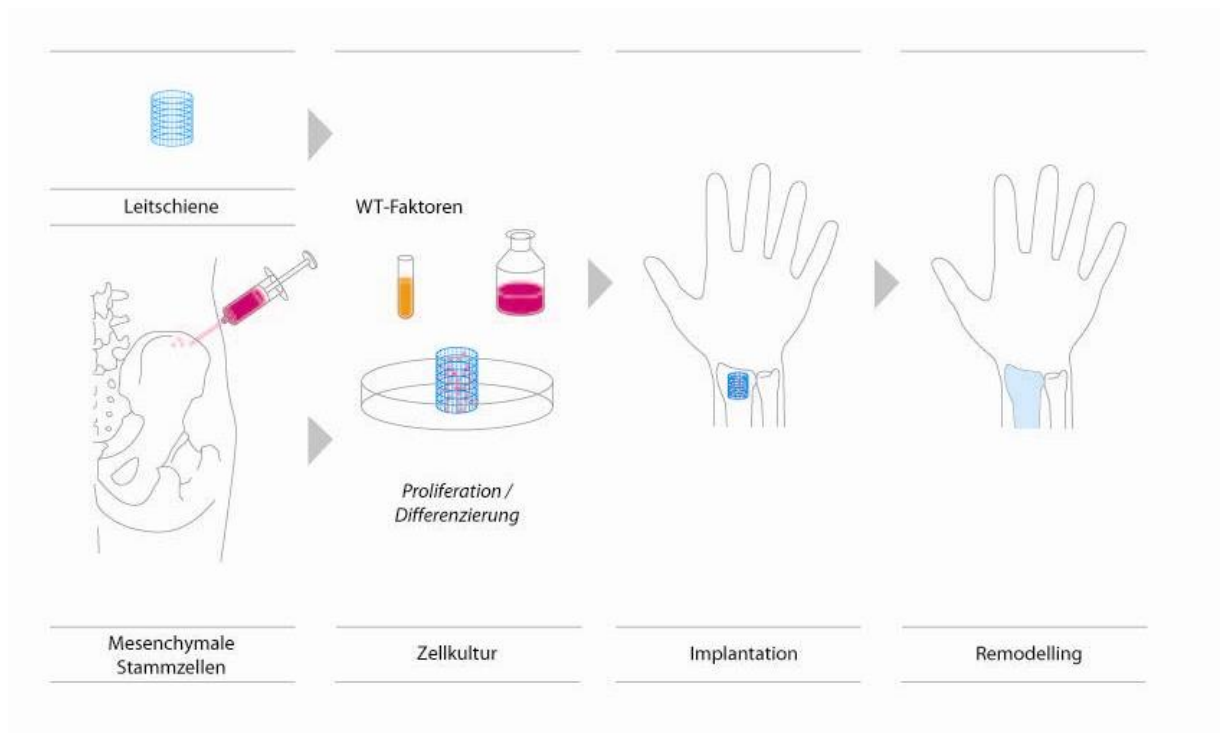 Leitschiene
WT-Faktoren
Proliferation /
Differenzierung
Mesenchymale
Stammzellen
Zellkultur
Implantation
Remodelling